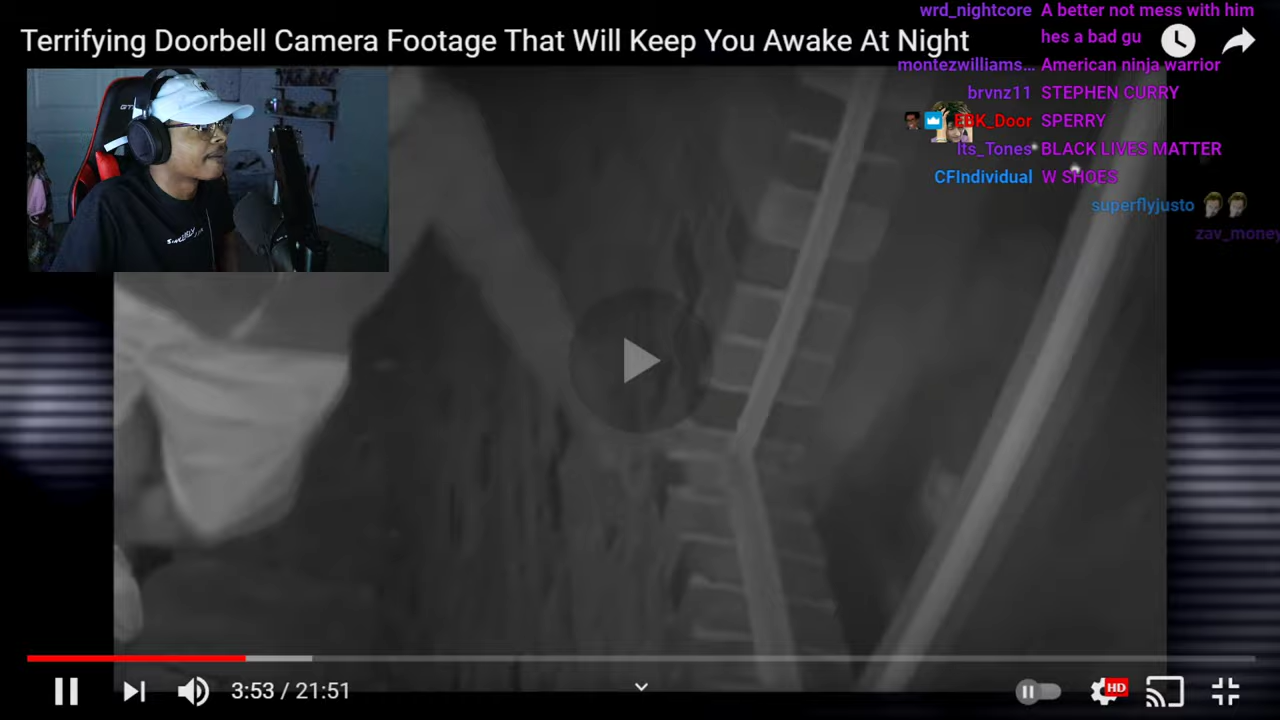 wrd_nightcore A better not mess with him
hes a bad gu
Terrifying Doorbell Camera Footage That Will Keep You Awake At Night
montezwilliams... American ninja warrior
brvnz11 STEPHEN CURRY
EBK_Door SPERRY
Its_Tones BLACK LIVES MATTER
CFIndividual W SHOES
superflyjusto
zav_money
3:53 / 21:51
HD